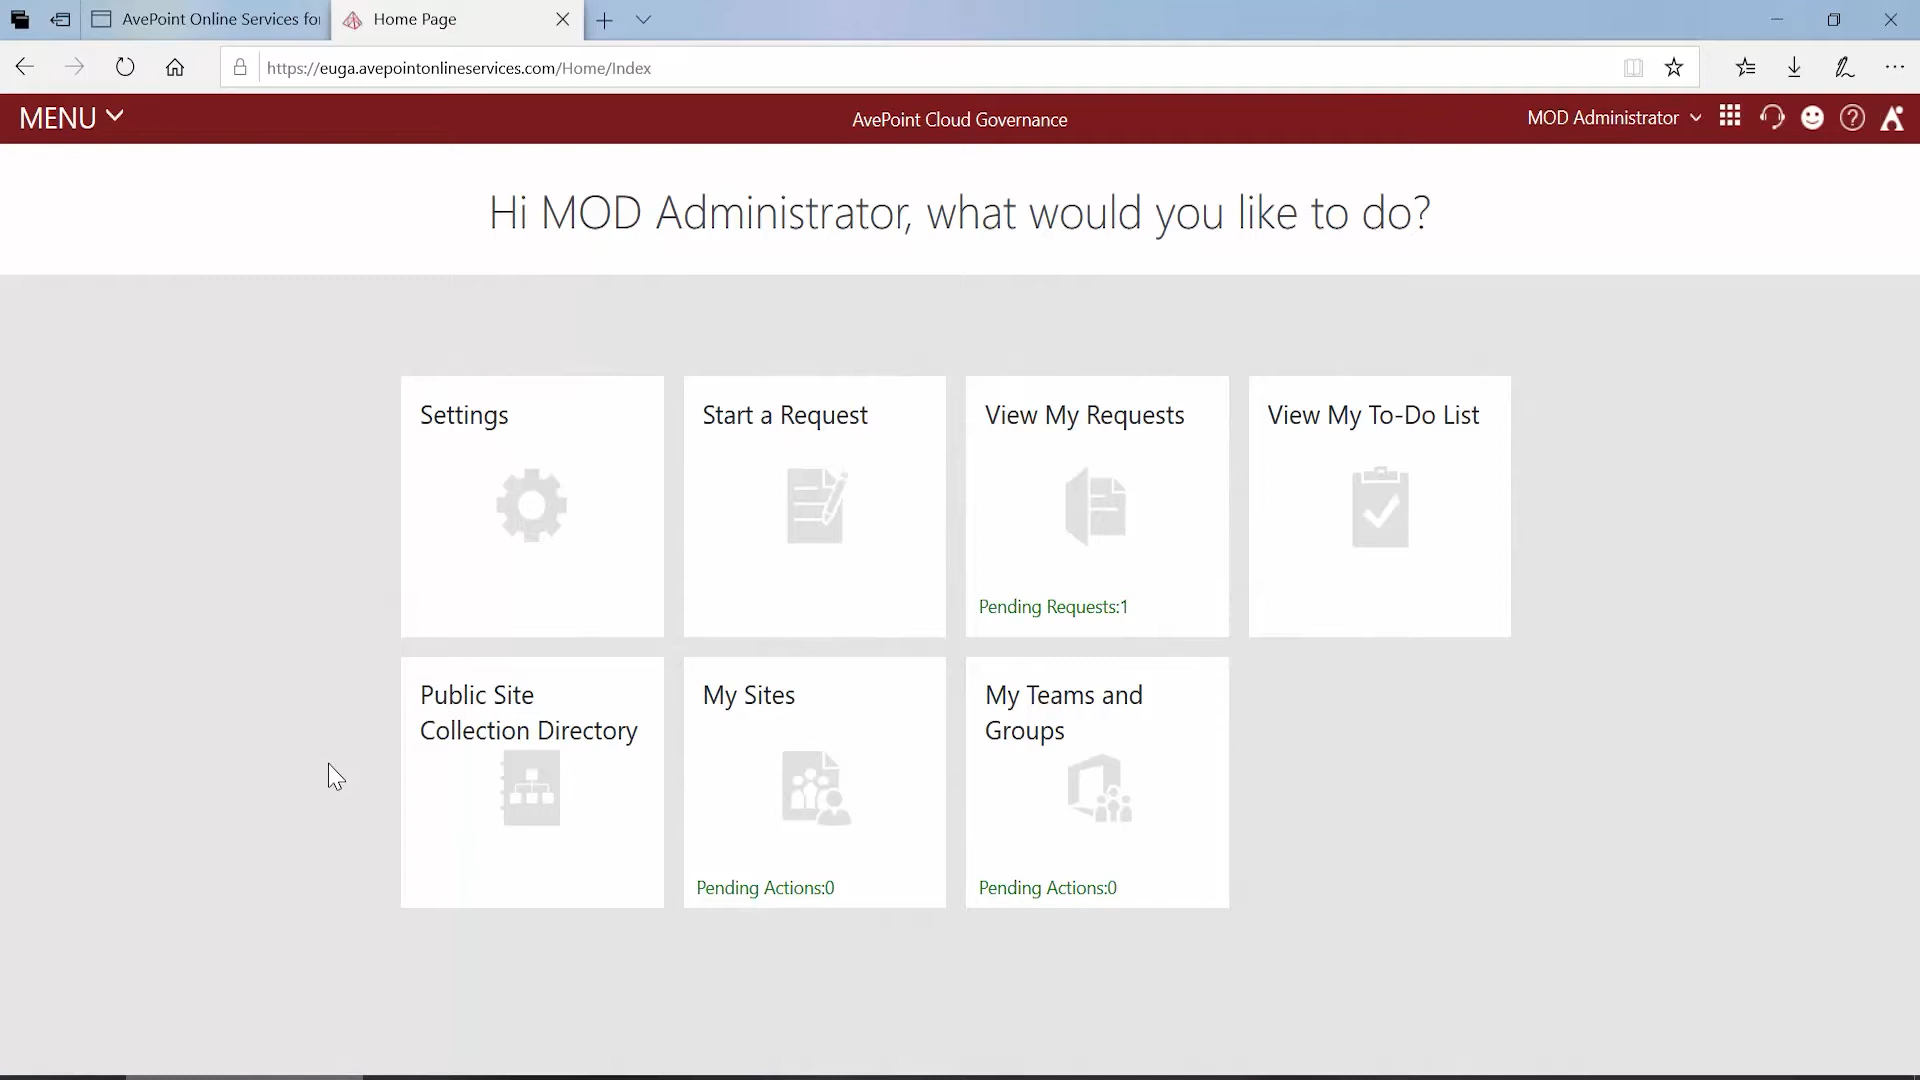 AvePoint Online Services for
Home Page
https://euga.avepointonlineservices.com/Home/Index
MENU
AvePoint Cloud Governance
MOD Administrator
Hi MOD Administrator, what would you like to do?
Settings
Start a Request
View My Requests
View My To-Do List
Pending Requests:1
Public Site
Collection Directory
My Sites
My Teams and
Groups
Pending Actions:0
Pending Actions:0